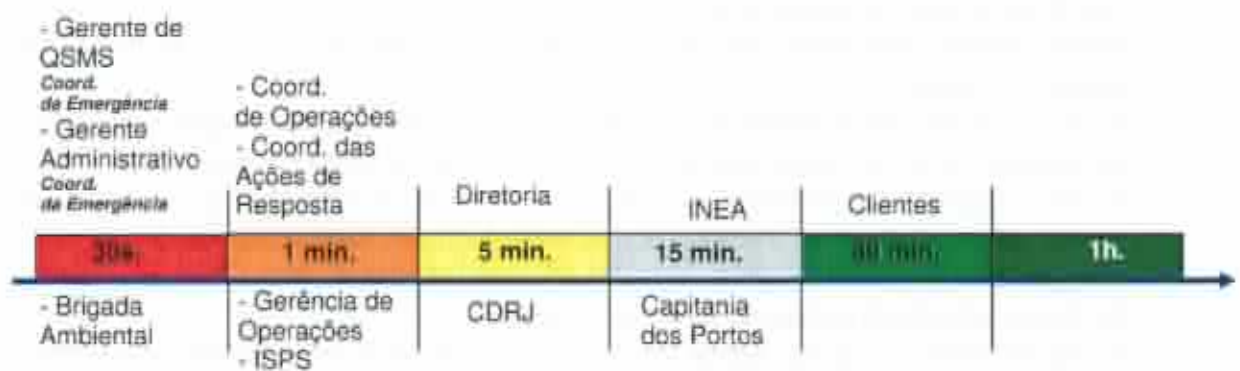 - Gerente de
QSMS
Coord.
de Emergência
- Gerente
Administrativo
Coord.
de Emergência
- Coord.
de Operações
- Coord. das
Ações de
Resposta
Diretoria
INEA
Clientes
30s.
1 min.
5 min.
15 min.
min.
1h.
- Brigada
Ambiental
- Gerência de
Operações
- ISPS
CDRJ
Capitania
dos Portos